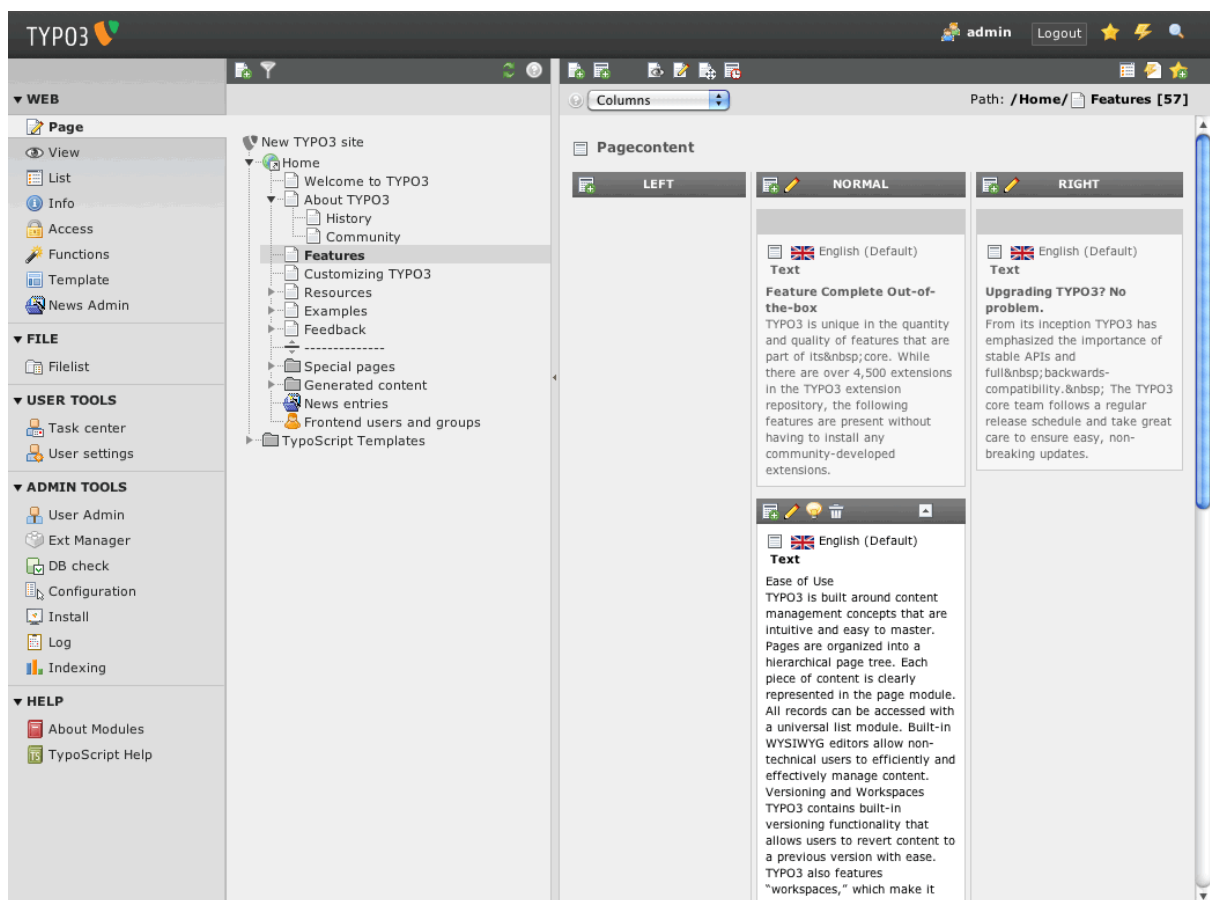 TYPO3
admin
Logout
WEB
Page
View
List
Info
Access
Functions
Template
News Admin
FILE
Filelist
USER TOOLS
Task center
User settings
ADMIN TOOLS
User Admin
Ext Manager
DB check
Configuration
Install
Log
Indexing
HELP
About Modules
TS
TypoScript Help
New TYPO3 site
Home
Welcome to TYPO3
About TYPO3
History
Community
Features
Customizing TYPO3
Resources
Examples
Feedback
--------------
Special pages
Generated content
News entries
Frontend users and groups
TypoScript Templates
Columns
Path: /Home/ Features [57]
Pagecontent
LEFT
NORMAL
English (Default)
Text
Feature Complete Out-of-
the-box
TYPO3 is unique in the quantity
and quality of features that are
part of its&nbsp;core. While
there are over 4,500 extensions
in the TYPO3 extension
repository, the following
features are present without
having to install any
community-developed
extensions.
English (Default)
Text
Ease of Use
TYPO3 is built around content
management concepts that are
intuitive and easy to master.
Pages are organized into a
hierarchical page tree. Each
piece of content is clearly
represented in the page module.
All records can be accessed with
a universal list module. Built-in
WYSIWYG editors allow non-
technical users to efficiently and
effectively manage content.
Versioning and Workspaces
TYPO3 contains built-in
versioning functionality that
allows users to revert content to
a previous version with ease.
TYPO3 also features
“workspaces,” which make it
RIGHT
English (Default)
Text
Upgrading TYPO3? No
problem.
From its inception TYPO3 has
emphasized the importance of
stable APIs and
full&nbsp;backwards-
compatibility.&nbsp; The TYPO3
core team follows a regular
release schedule and take great
care to ensure easy, non-
breaking updates.